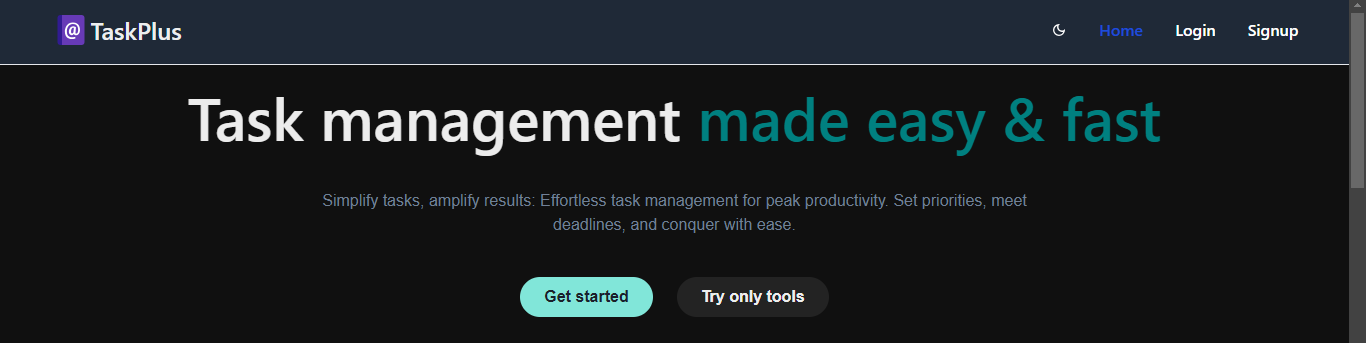 @ TaskPlus
Home Login Signup
Task management made easy & fast
Simplify tasks, amplify results: Effortless task management for peak productivity. Set priorities, meet
deadlines, and conquer with ease.
Get started Try only tools